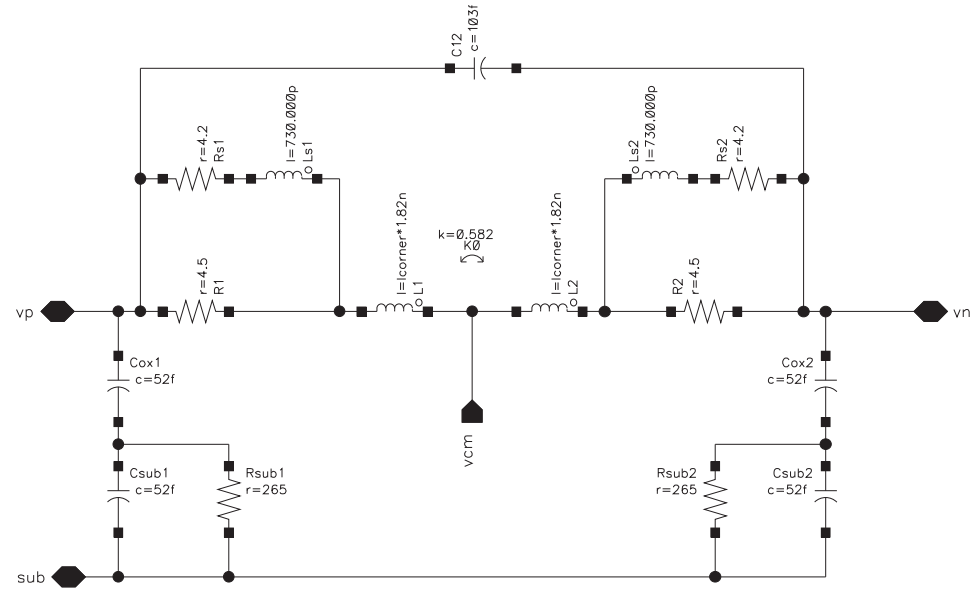 C12
c=103f
r=4.2
Rs1
l=730.000p
Ls1
Ls2
l=730.000p
Rs2
r=4.2
r=4.5
R1
l=lcorner*1.82n
L1
k=0.582
K0
l=lcorner*1.82n
L2
R2
r=4.5
vp
vn
Cox1
c=52f
Cox2
c=52f
vcm
Csub1
c=52f
Rsub1
r=265
Rsub2
r=265
Csub2
c=52f
sub